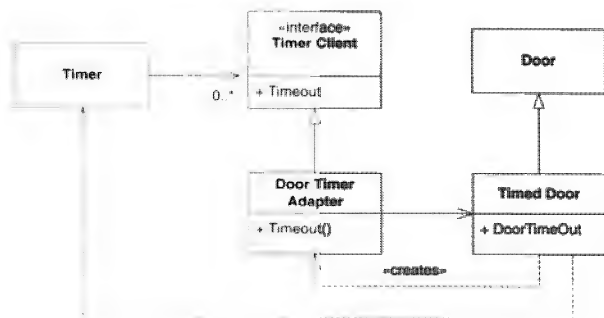 «interface»
Timer Client
Timer
Door
0..*
+ Timeout
Door Timer
Adapter
Timed Door
+ Timeout()
+ DoorTimeOut
«creates»